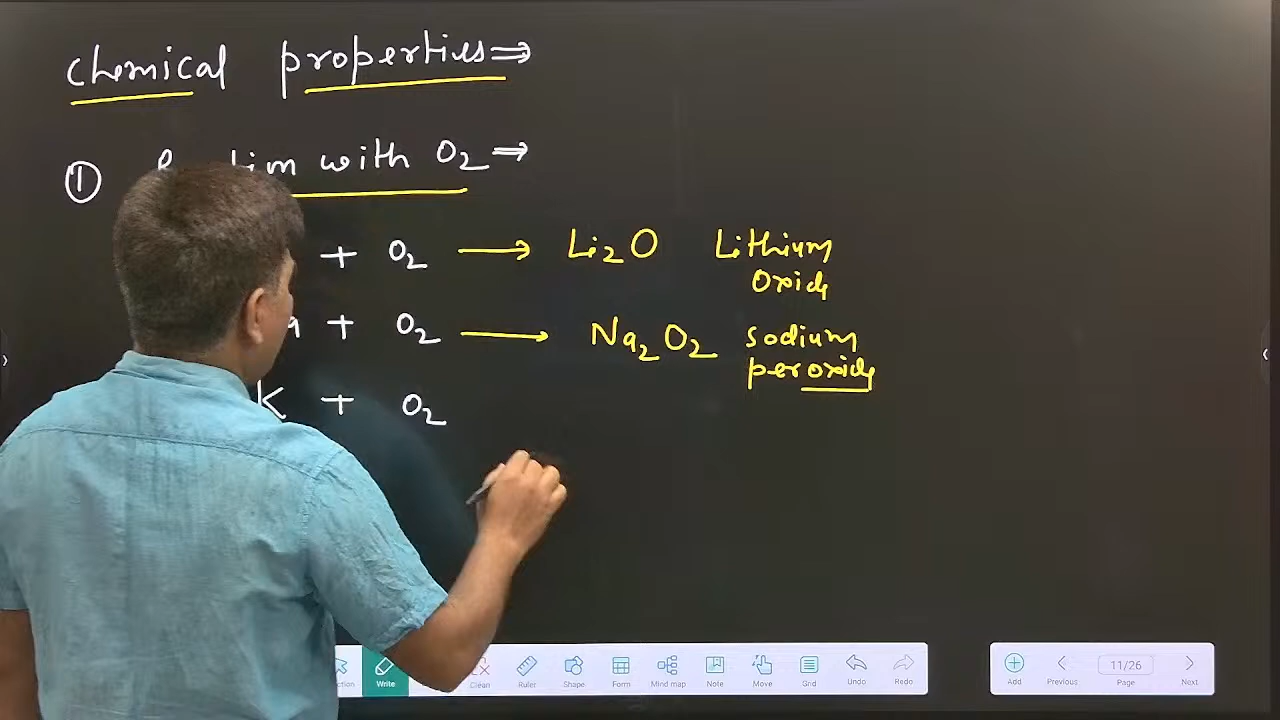 Chemical properties⇒
① with O₂ ⇒
+ O₂ ⟶ Li₂O Lithium
Oxide
+ O₂ ⟶ Na₂O₂ sodium
peroxide
K + O₂
Write
Clean
Ruler
Shape
Form
Mind map
Note
Move
Grid
Undo
Redo
Add
Previous
11/26
Page
Next